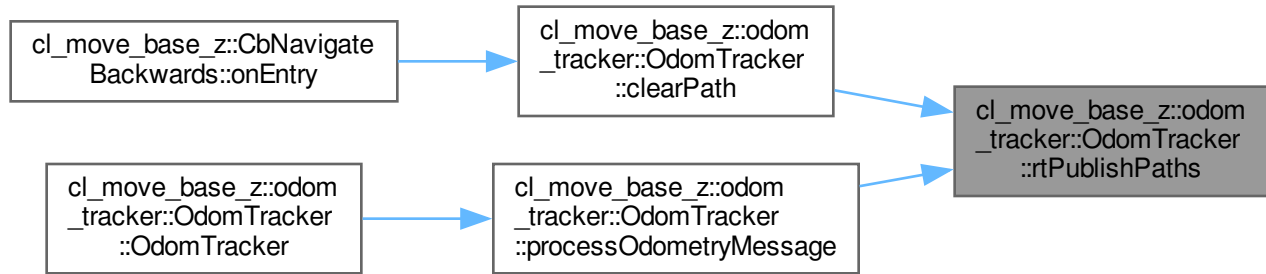 cl_move_base_z::CbNavigate
Backwards::onEntry
cl_move_base_z::odom
_tracker::OdomTracker
::clearPath
cl_move_base_z::odom
_tracker::OdomTracker
::rtPublishPaths
cl_move_base_z::odom
_tracker::OdomTracker
::OdomTracker
cl_move_base_z::odom
_tracker::OdomTracker
::processOdometryMessage